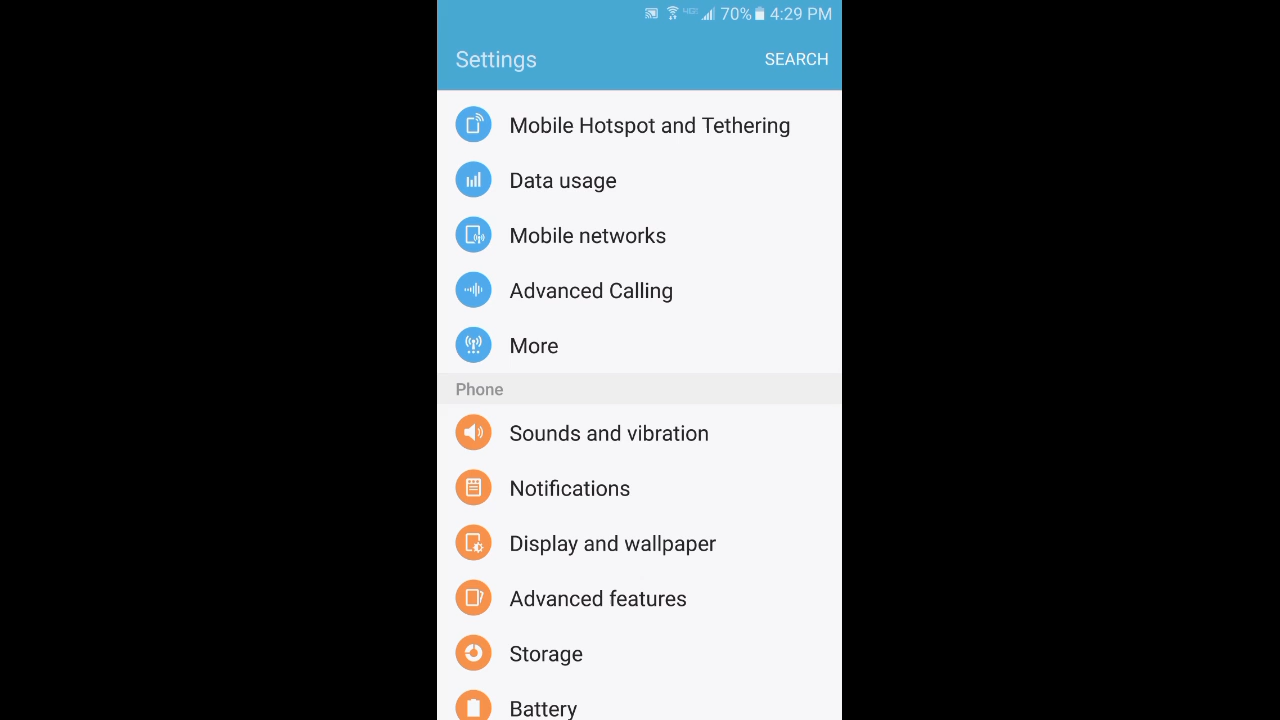 70% 4:29 PM
Settings SEARCH
Mobile Hotspot and Tethering
Data usage
Mobile networks
Advanced Calling
More
Phone
Sounds and vibration
Notifications
Display and wallpaper
Advanced features
Storage
Battery